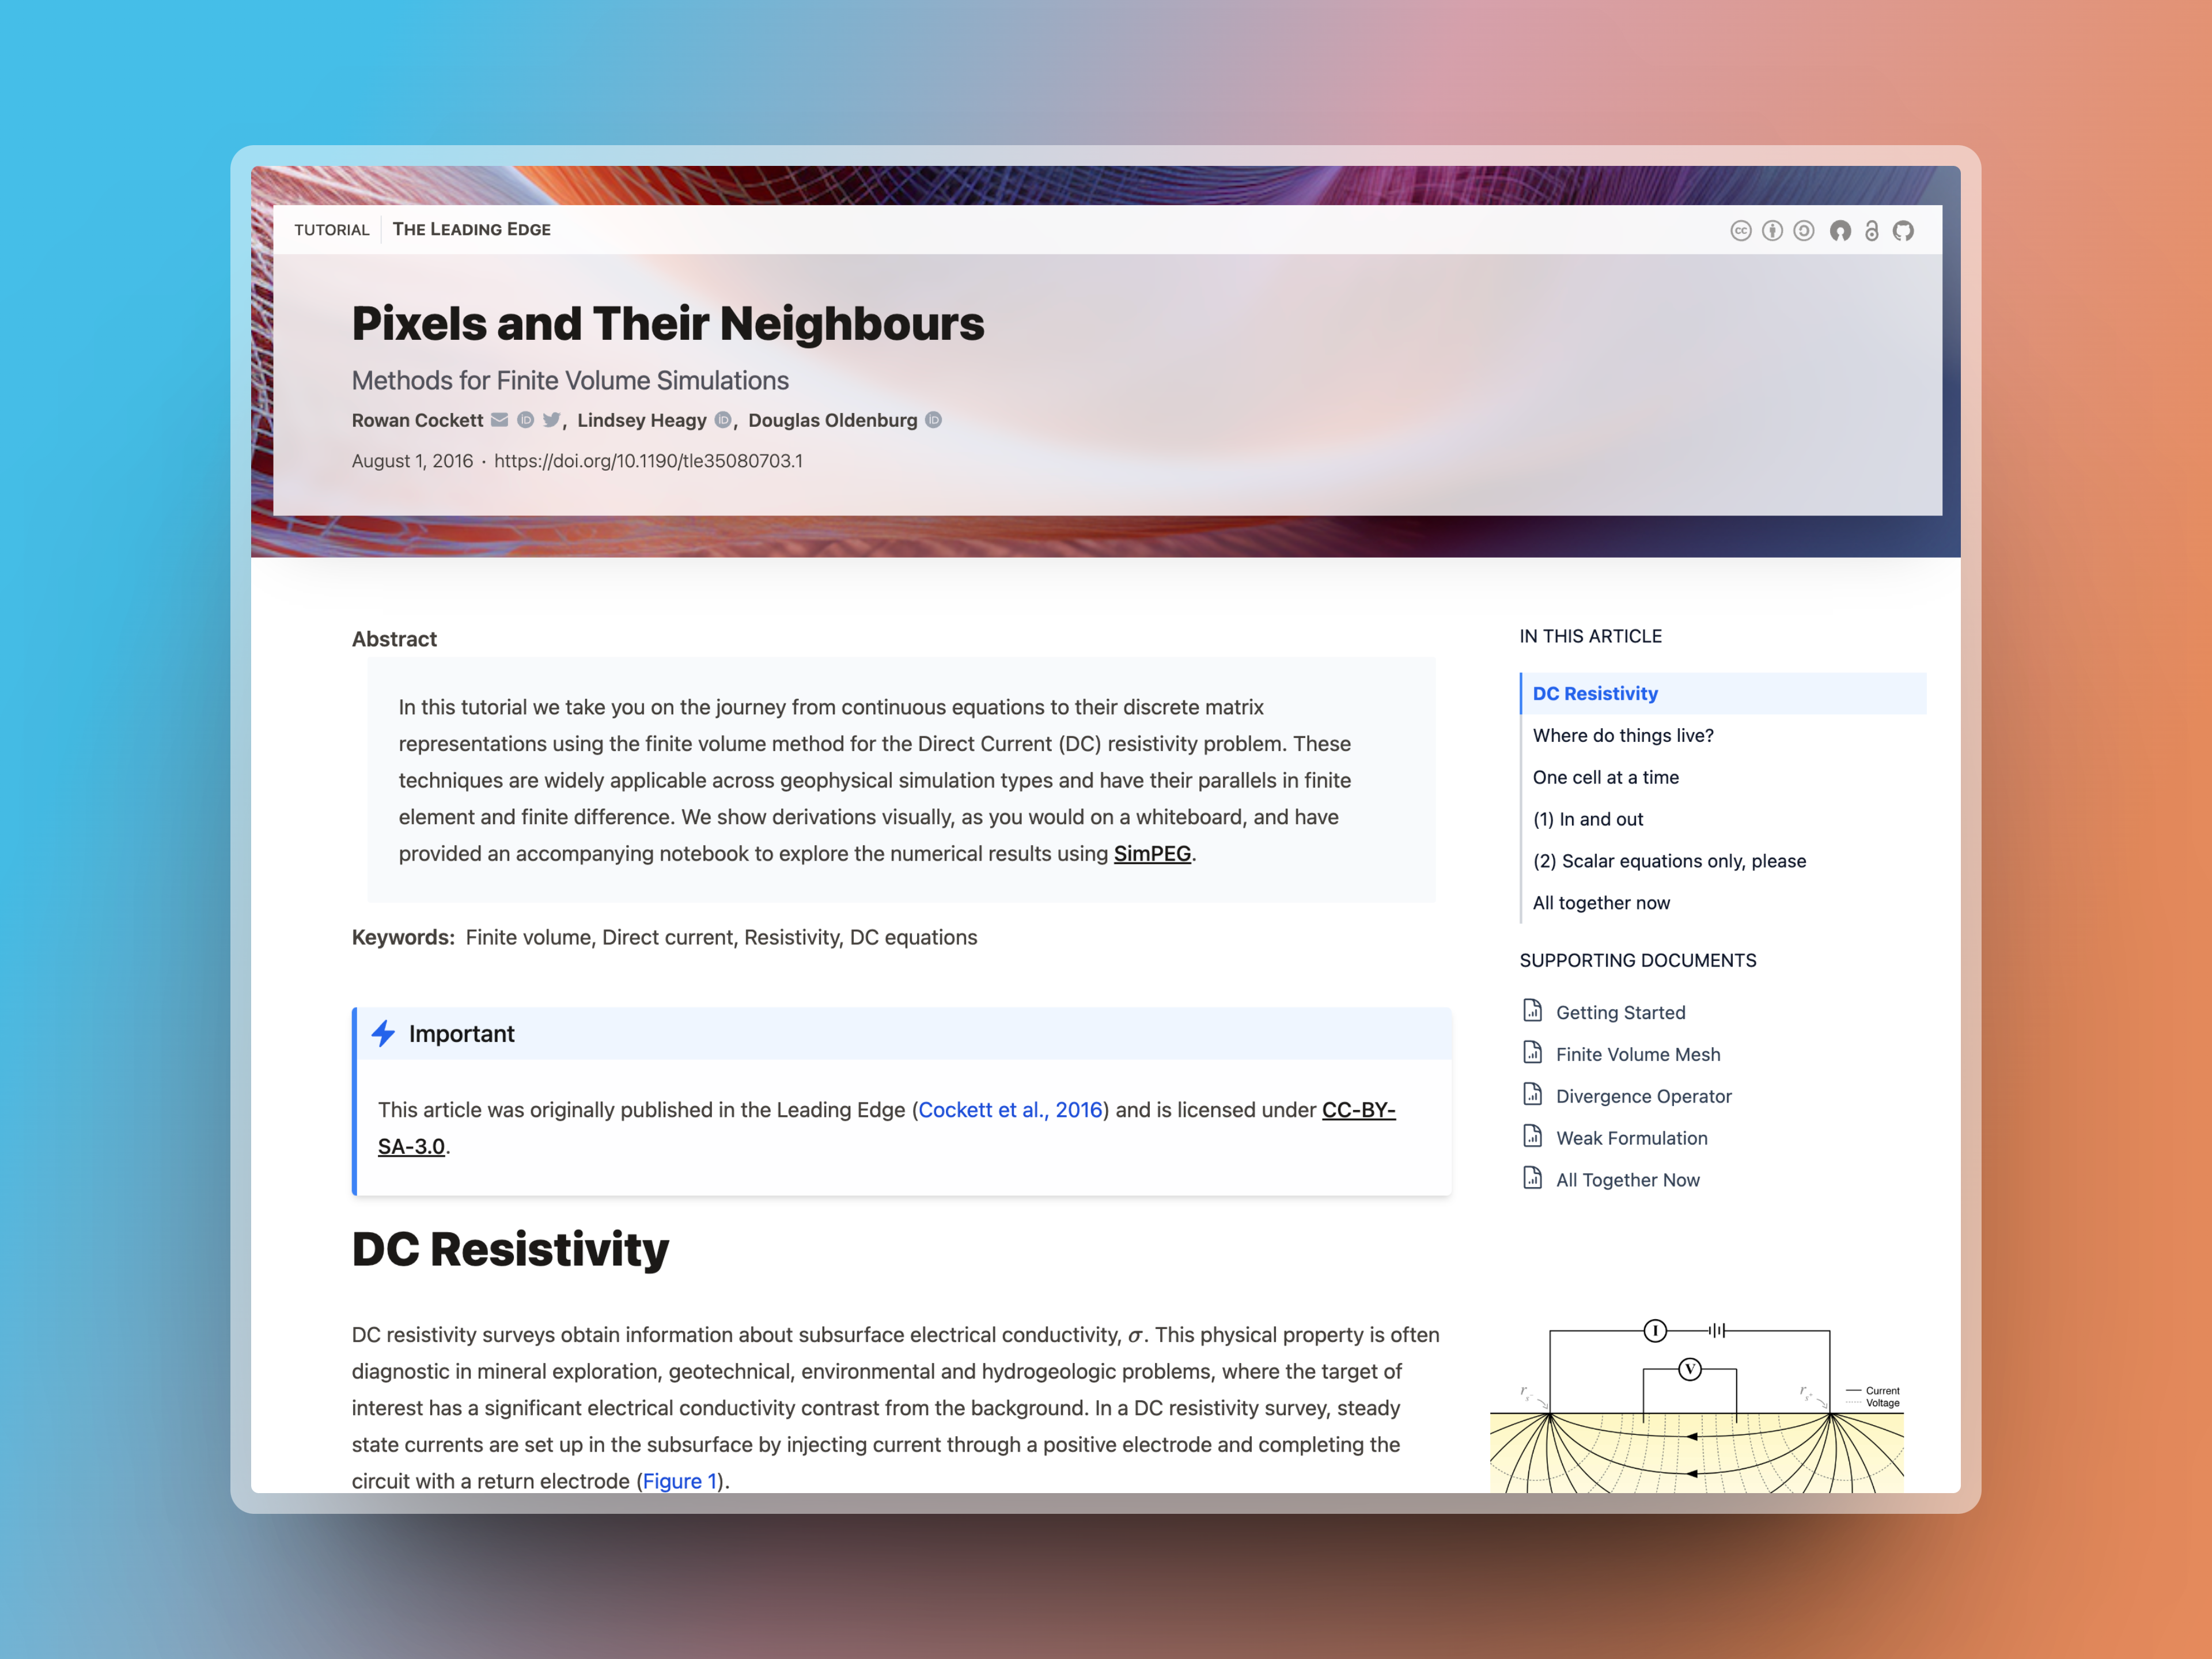 TUTORIAL THE LEADING EDGE
Pixels and Their Neighbours
Methods for Finite Volume Simulations
Rowan Cockett, Lindsey Heagy, Douglas Oldenburg
August 1, 2016 · https://doi.org/10.1190/tle35080703.1
Abstract
In this tutorial we take you on the journey from continuous equations to their discrete matrix
representations using the finite volume method for the Direct Current (DC) resistivity problem. These
techniques are widely applicable across geophysical simulation types and have their parallels in finite
element and finite difference. We show derivations visually, as you would on a whiteboard, and have
provided an accompanying notebook to explore the numerical results using SimPEG.
Keywords: Finite volume, Direct current, Resistivity, DC equations
Important
This article was originally published in the Leading Edge (Cockett et al., 2016) and is licensed under CC-BY-
SA-3.0.
DC Resistivity
DC resistivity surveys obtain information about subsurface electrical conductivity, σ. This physical property is often
diagnostic in mineral exploration, geotechnical, environmental and hydrogeologic problems, where the target of
interest has a significant electrical conductivity contrast from the background. In a DC resistivity survey, steady
state currents are set up in the subsurface by injecting current through a positive electrode and completing the
circuit with a return electrode (Figure 1).
IN THIS ARTICLE
DC Resistivity
Where do things live?
One cell at a time
(1) In and out
(2) Scalar equations only, please
All together now
SUPPORTING DOCUMENTS
Getting Started
Finite Volume Mesh
Divergence Operator
Weak Formulation
All Together Now
I
V
r_s- r_s+
Current
Voltage